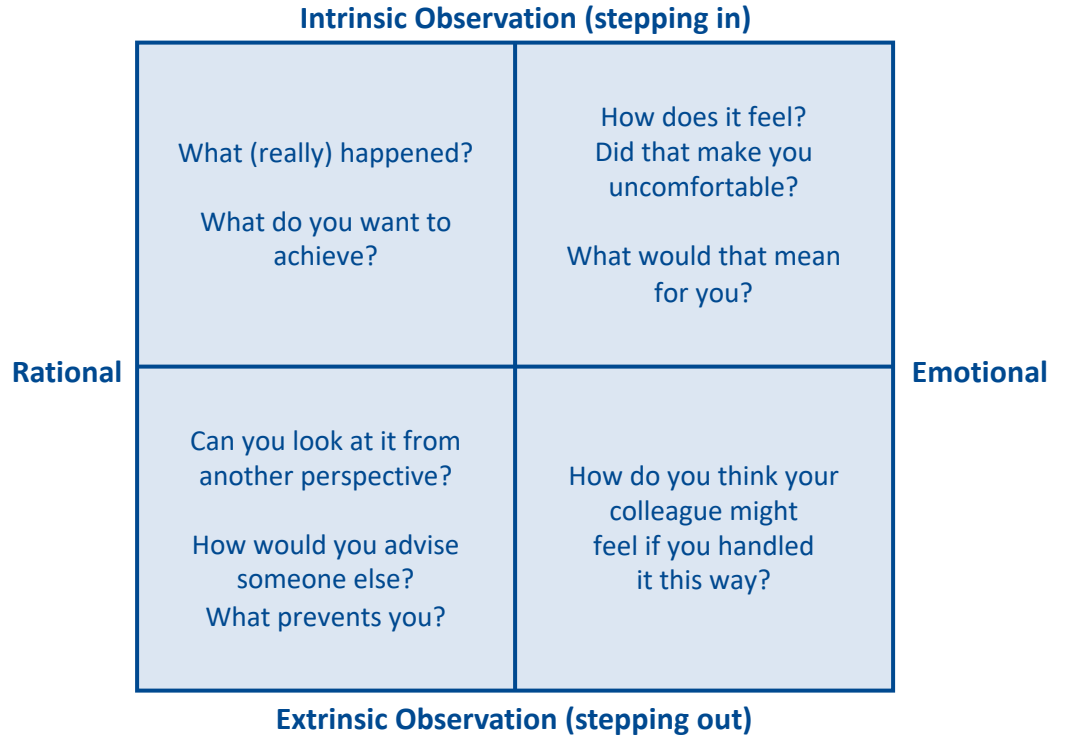 Intrinsic Observation (stepping in)
What (really) happened?
What do you want to
achieve?
How does it feel?
Did that make you
uncomfortable?
What would that mean
for you?
Rational
Emotional
Can you look at it from
another perspective?
How would you advise
someone else?
What prevents you?
How do you think your
colleague might
feel if you handled
it this way?
Extrinsic Observation (stepping out)